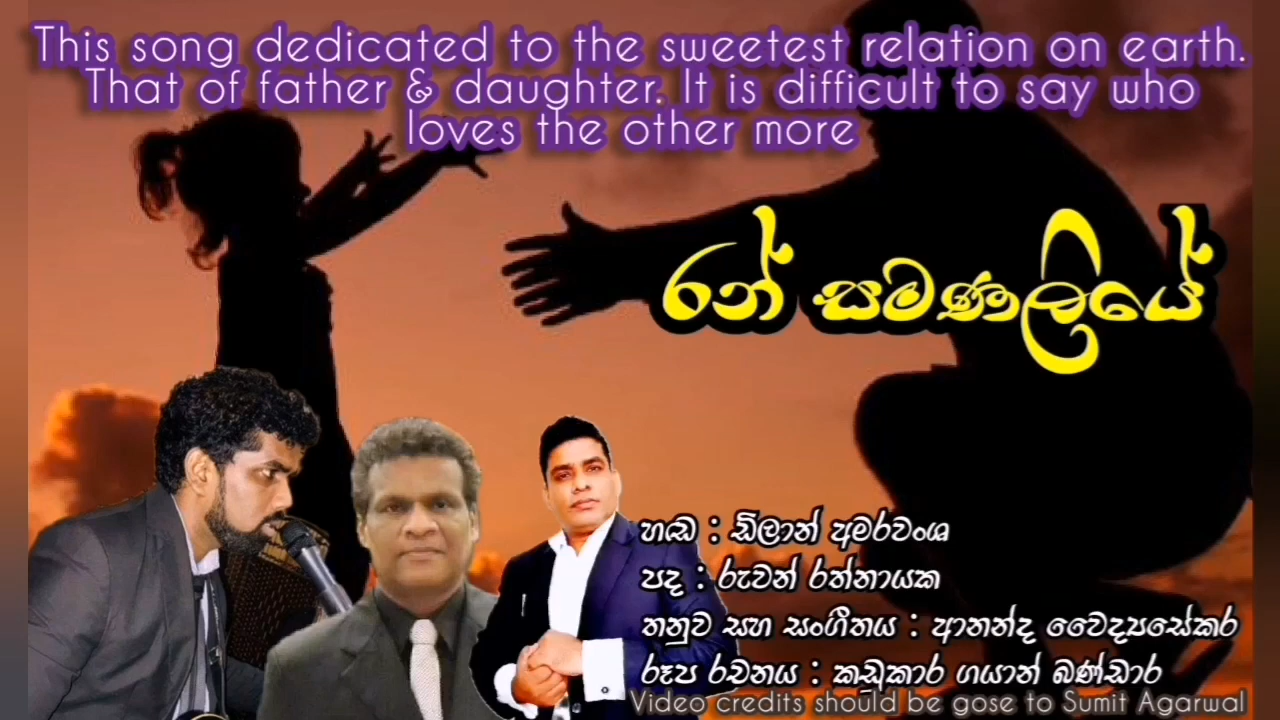 This song dedicated to the sweetest relation on earth.
That of father & daughter. It is difficult to say who
loves the other more
රන් සමණලියේ
හඬ : ඩිලාන් අමරවංශ
පද : රුවන් රත්නායක
තනුව සහ සංගීතය : ආනන්ද වෛද්‍යසේකර
රූප රචනය : කඩුකාර ගයාන් බණ්ඩාර
Video credits should be gose to Sumit Agarwal